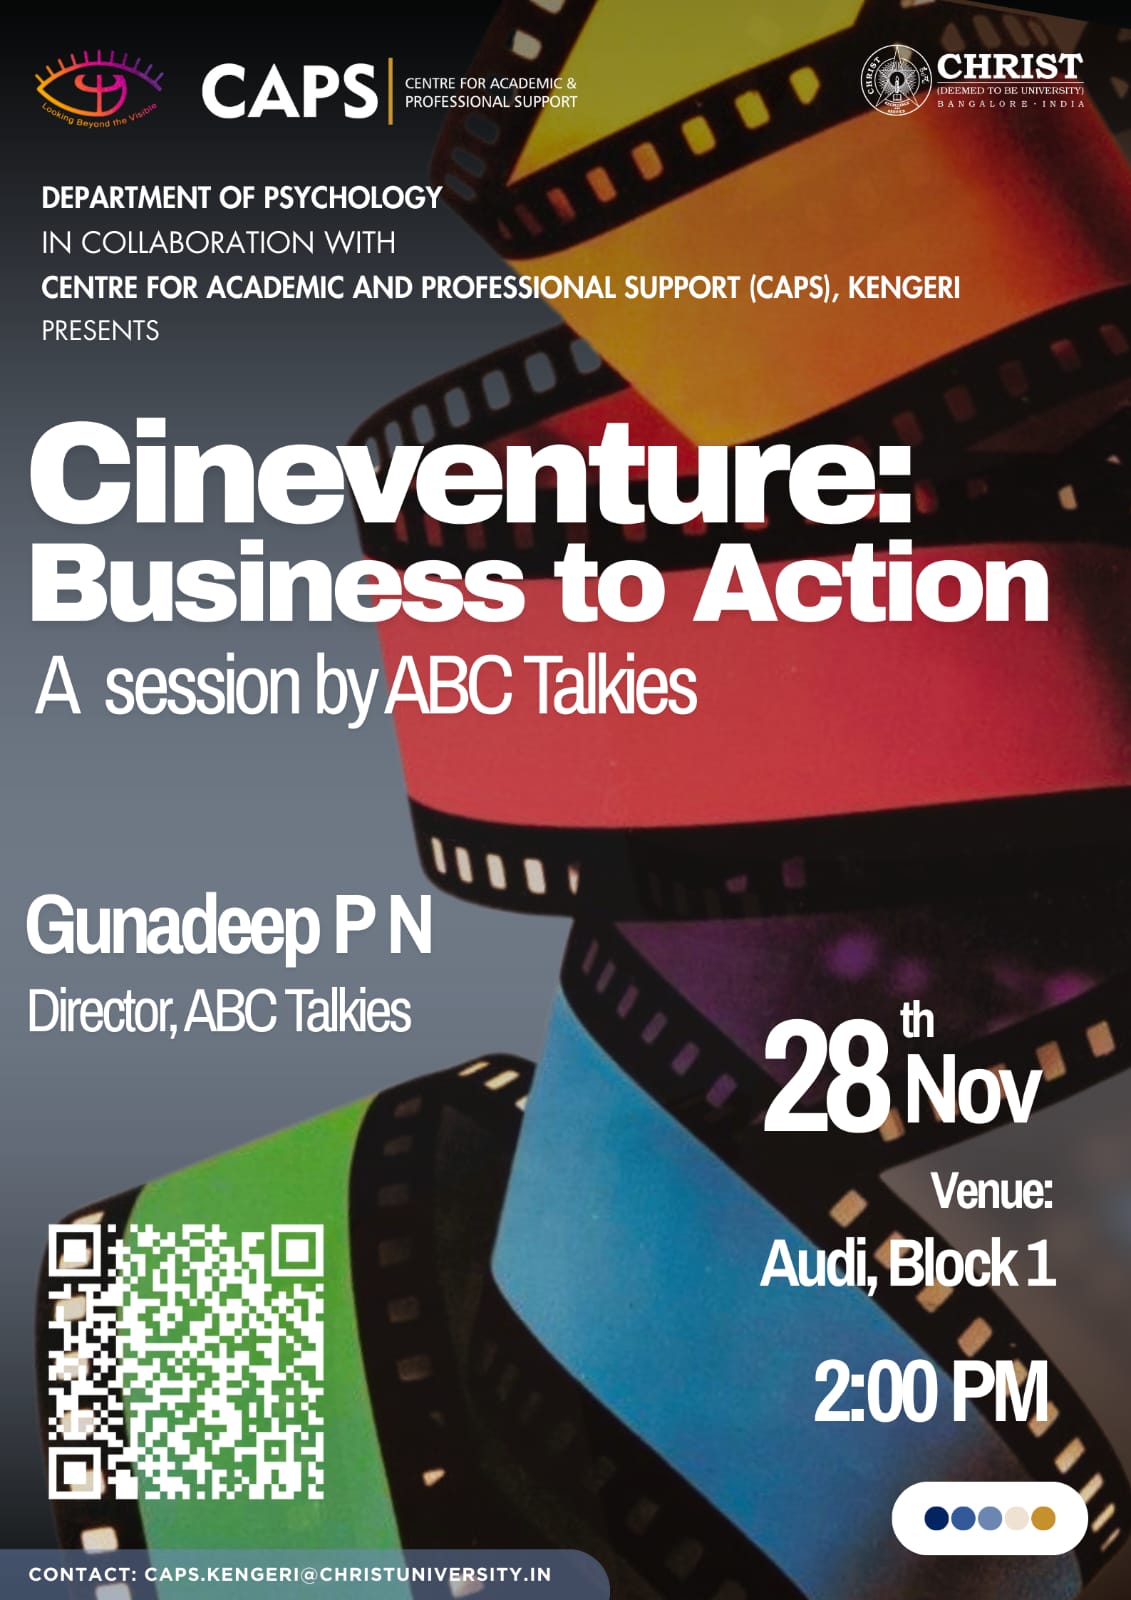 Looking Beyond the Visible
CAPS
CENTRE FOR ACADEMIC &
PROFESSIONAL SUPPORT
CHRIST
(DEEMED TO BE UNIVERSITY)
BANGALORE · INDIA
DEPARTMENT OF PSYCHOLOGY
IN COLLABORATION WITH
CENTRE FOR ACADEMIC AND PROFESSIONAL SUPPORT (CAPS), KENGERI
PRESENTS
Cineventure:
Business to Action
A session by ABC Talkies
Gunadeep P N
Director, ABC Talkies
28th Nov
Venue:
Audi, Block 1
2:00 PM
CONTACT: CAPS.KENGERI@CHRISTUNIVERSITY.IN